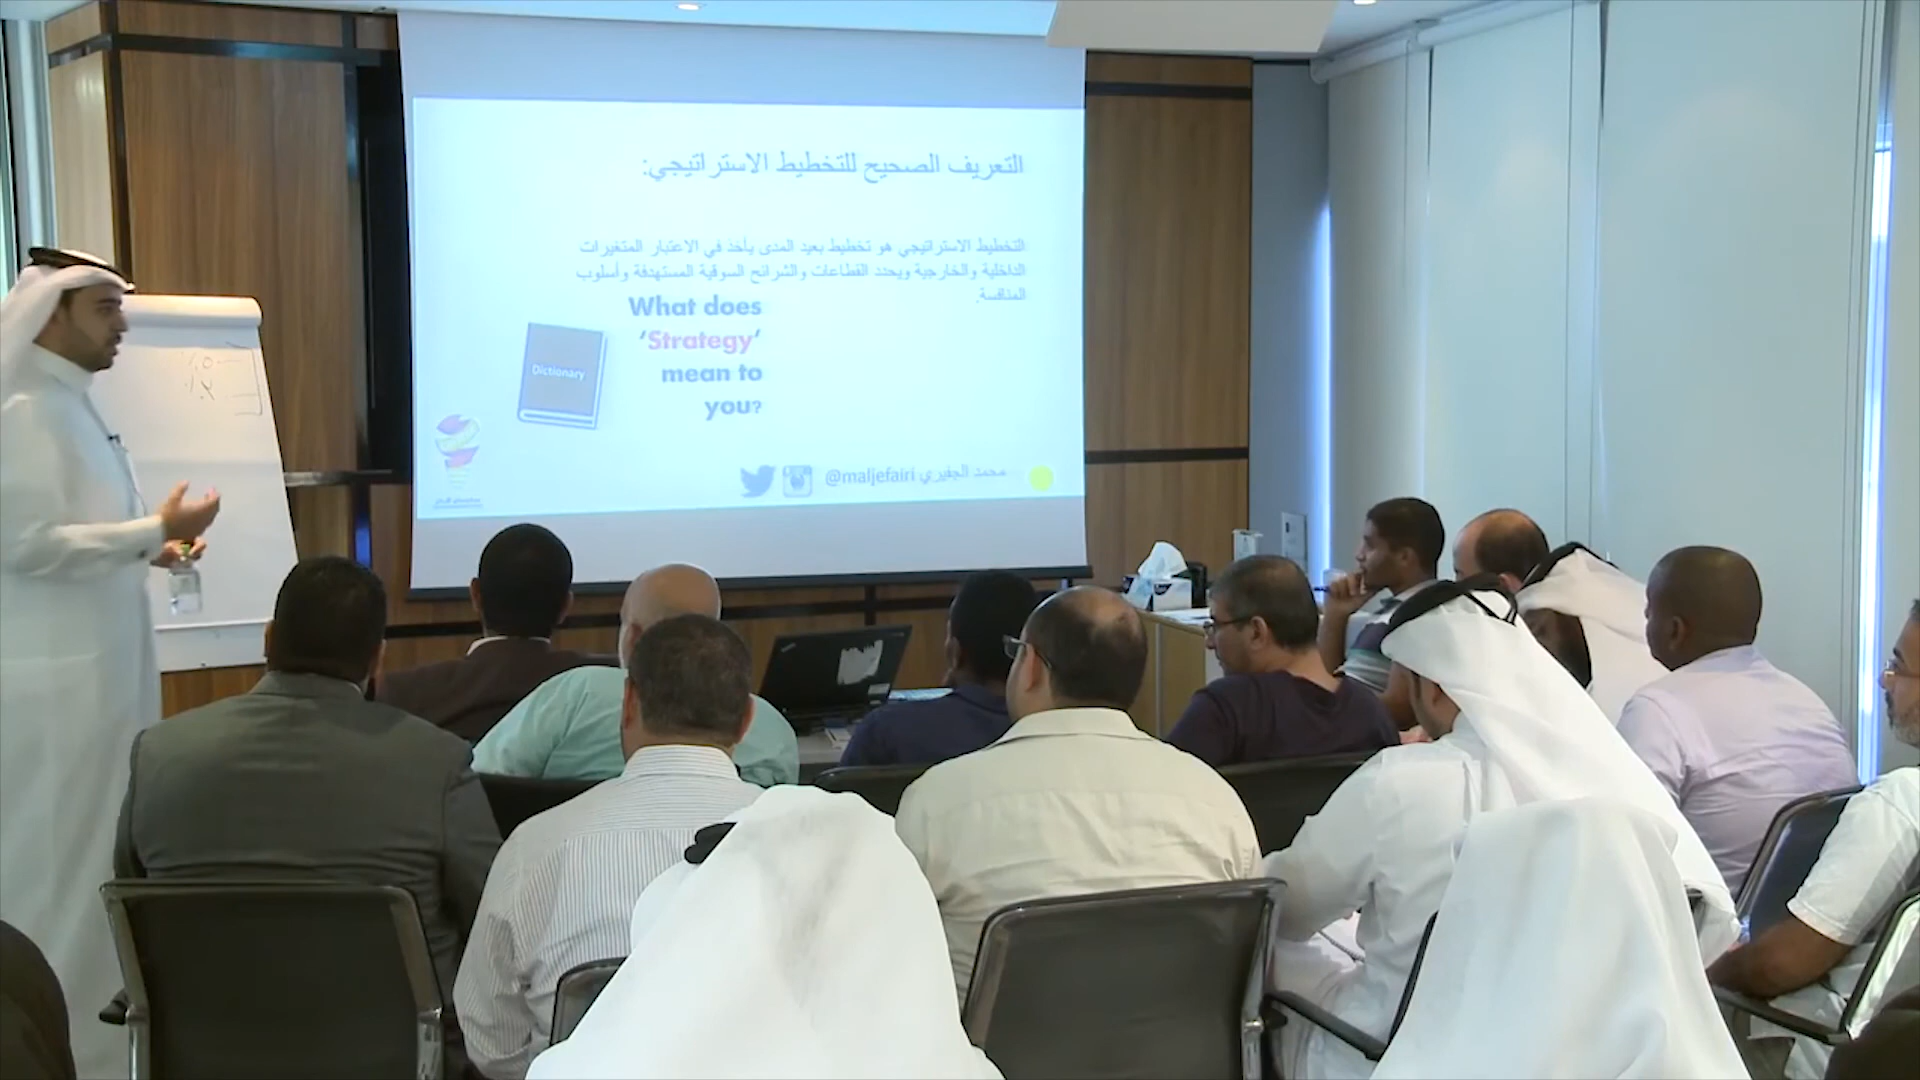 التعريف الصحيح للتخطيط الاستراتيجي:
التخطيط الاستراتيجي هو تخطيط بعيد المدى يأخذ في الاعتبار المتغيرات
الداخلية والخارجية ويحدد القطاعات والشرائح السوقية المستهدفة وأسلوب
المنافسة.
What does
‘Strategy’
mean to
you?
Dictionary
@maljefairi محمد الجفيري